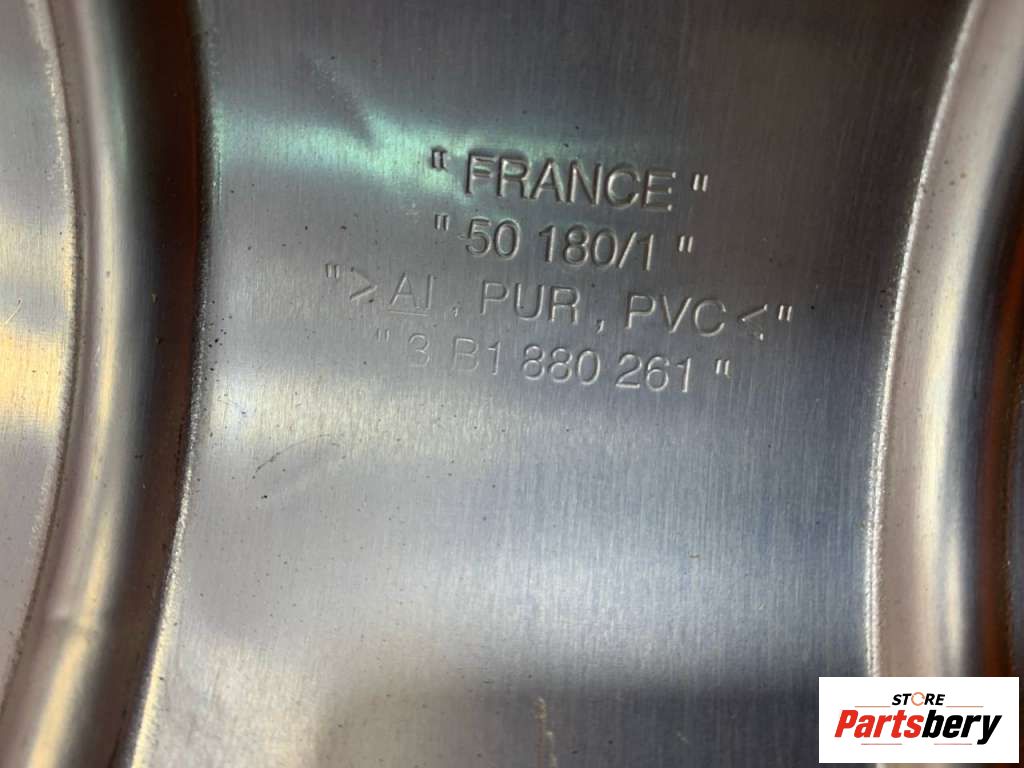 " FRANCE "
" 50 180/1 "
">AI , PUR , PVC<"
" 3 B1 880 261 "
STORE
Partsbery